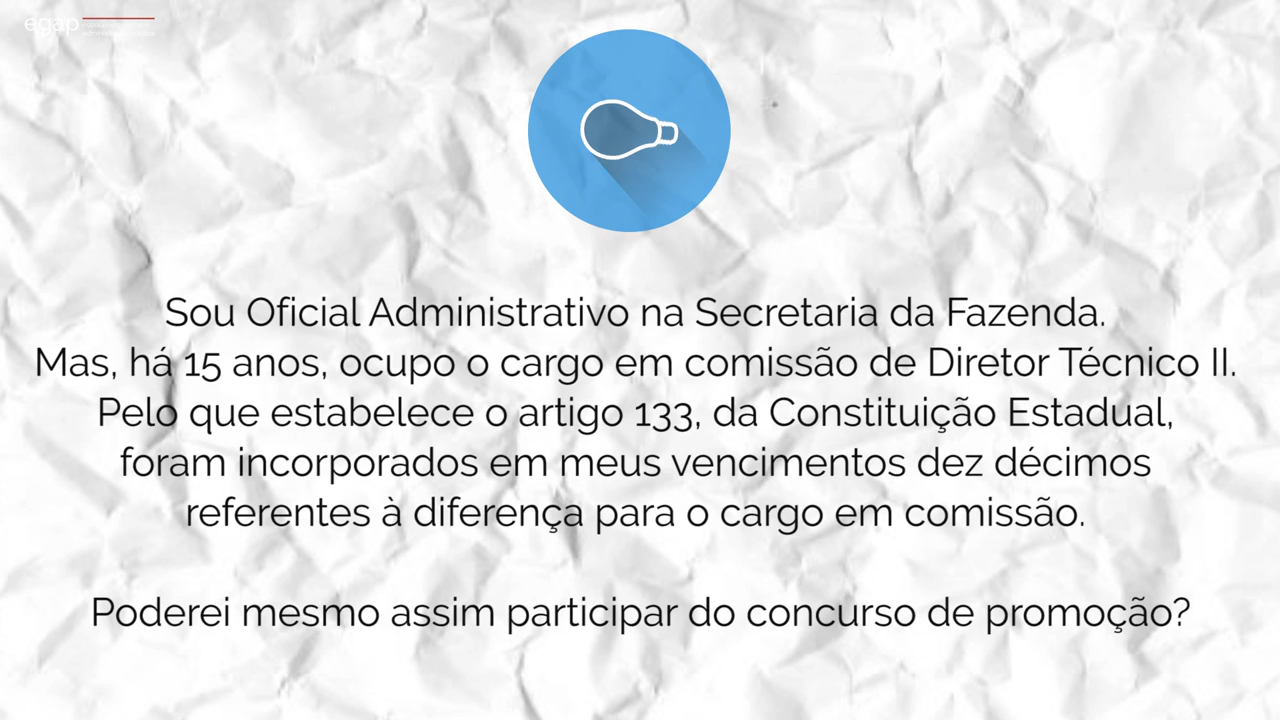 egap
Sou Oficial Administrativo na Secretaria da Fazenda.
Mas, há 15 anos, ocupo o cargo em comissão de Diretor Técnico II.
Pelo que estabelece o artigo 133, da Constituição Estadual,
foram incorporados em meus vencimentos dez décimos
referentes à diferença para o cargo em comissão.
Poderei mesmo assim participar do concurso de promoção?